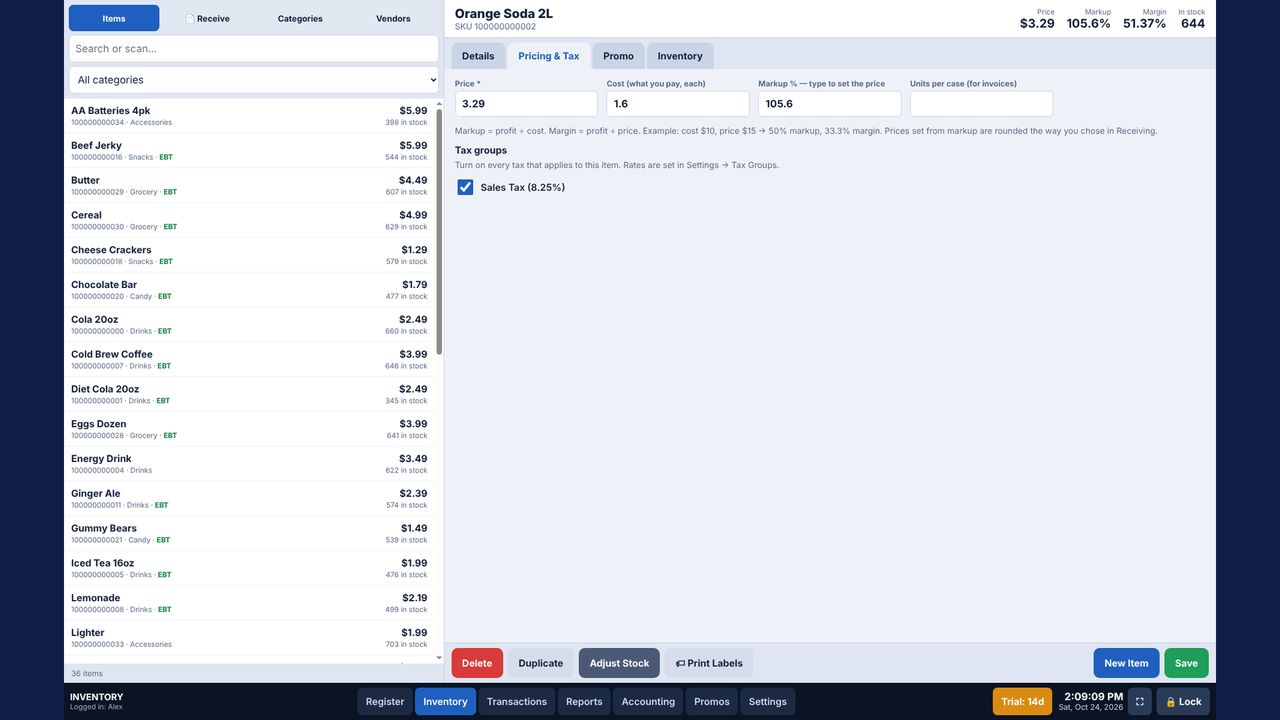 Items
📄 Receive
Categories
Vendors
Search or scan...
All categories
AA Batteries 4pk $5.99
100000000034 · Accessories 398 in stock
Beef Jerky $5.99
100000000016 · Snacks · EBT 544 in stock
Butter $4.49
100000000029 · Grocery · EBT 607 in stock
Cereal $4.99
100000000030 · Grocery · EBT 629 in stock
Cheese Crackers $1.29
100000000018 · Snacks · EBT 579 in stock
Chocolate Bar $1.79
100000000020 · Candy · EBT 477 in stock
Cola 20oz $2.49
100000000000 · Drinks · EBT 660 in stock
Cold Brew Coffee $3.99
100000000007 · Drinks · EBT 646 in stock
Diet Cola 20oz $2.49
100000000001 · Drinks · EBT 345 in stock
Eggs Dozen $3.99
100000000028 · Grocery · EBT 641 in stock
Energy Drink $3.49
100000000004 · Drinks 622 in stock
Ginger Ale $2.39
100000000011 · Drinks · EBT 574 in stock
Gummy Bears $1.49
100000000021 · Candy · EBT 539 in stock
Iced Tea 16oz $1.99
100000000005 · Drinks · EBT 476 in stock
Lemonade $2.19
100000000008 · Drinks · EBT 499 in stock
Lighter $1.99
100000000033 · Accessories 703 in stock
36 items
Orange Soda 2L
SKU 100000000002
Price Markup Margin In stock
$3.29 105.6% 51.37% 644
Details Pricing & Tax Promo Inventory
Price * Cost (what you pay, each) Markup % — type to set the price Units per case (for invoices)
3.29 1.6 105.6
Markup = profit ÷ cost. Margin = profit ÷ price. Example: cost $10, price $15 → 50% markup, 33.3% margin. Prices set from markup are rounded the way you chose in Receiving.
Tax groups
Turn on every tax that applies to this item. Rates are set in Settings → Tax Groups.
Sales Tax (8.25%)
Delete Duplicate Adjust Stock 🏷 Print Labels New Item Save
INVENTORY
Logged in: Alex
Register Inventory Transactions Reports Accounting Promos Settings
Trial: 14d
2:09:09 PM
Sat, Oct 24, 2026
🔒 Lock